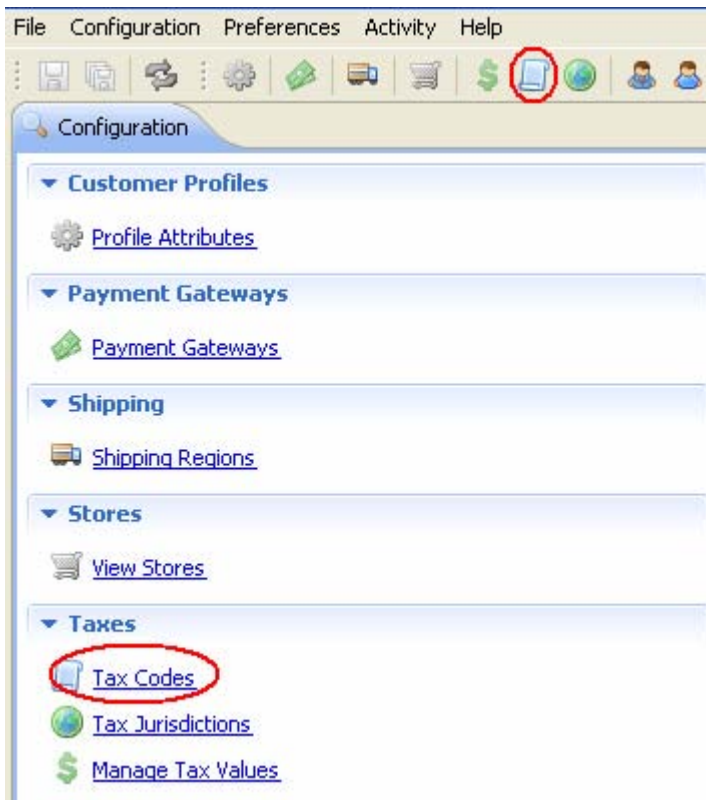 File Configuration Preferences Activity Help
Configuration
Customer Profiles
Profile Attributes
Payment Gateways
Payment Gateways
Shipping
Shipping Regions
Stores
View Stores
Taxes
Tax Codes
Tax Jurisdictions
Manage Tax Values